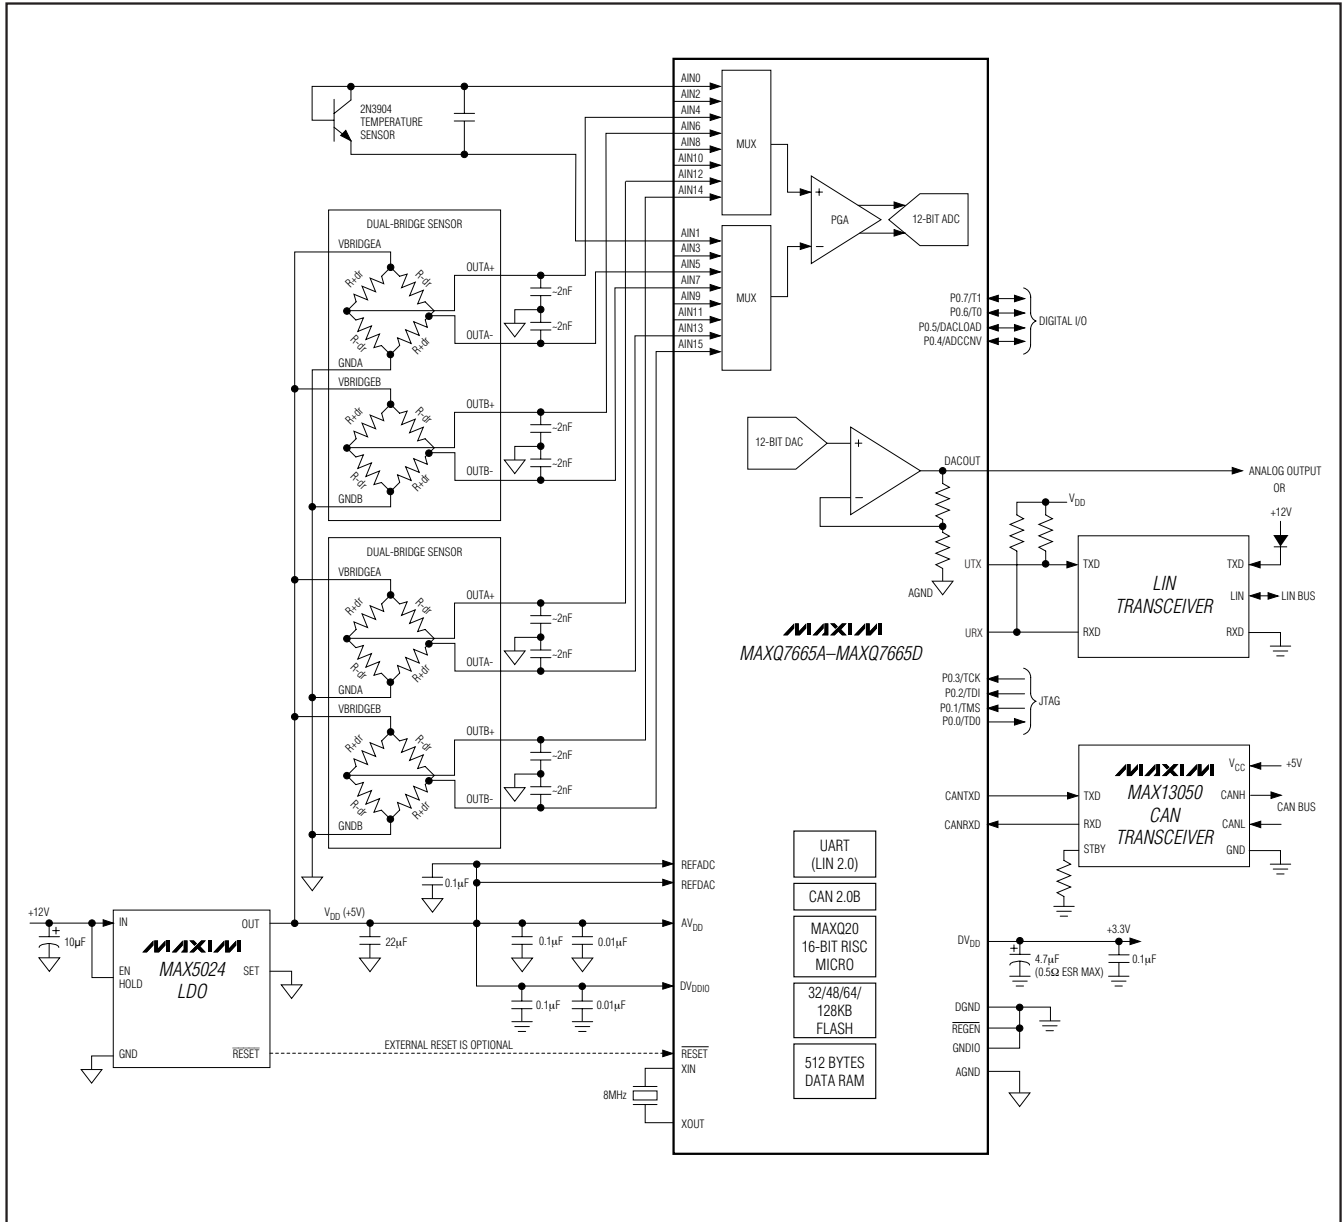 2N3904
TEMPERATURE
SENSOR
AIN0
AIN2
AIN4
AIN6
AIN8
AIN10
AIN12
AIN14
MUX
AIN1
AIN3
AIN5
AIN7
AIN9
AIN11
AIN13
AIN15
MUX
+
PGA
−
12-BIT ADC
DUAL-BRIDGE SENSOR
VBRIDGEA
R+dr
R-dr
R-dr
R+dr
OUTA+
OUTA-
GNDA
~2nF
~2nF
VBRIDGEB
R+dr
R-dr
R-dr
R+dr
OUTB+
OUTB-
GNDB
~2nF
~2nF
DUAL-BRIDGE SENSOR
VBRIDGEA
R+dr
R-dr
R-dr
R+dr
OUTA+
OUTA-
GNDA
~2nF
~2nF
VBRIDGEB
R+dr
R-dr
R-dr
R+dr
OUTB+
OUTB-
GNDB
~2nF
~2nF
P0.7/T1
P0.6/T0
P0.5/DACLOAD
P0.4/ADCCNV
DIGITAL I/O
12-BIT DAC
+
−
DACOUT
AGND
ANALOG OUTPUT
OR
+12V
VDD
UTX
URX
TXD
RXD
LIN
TRANSCEIVER
TXD
LIN
RXD
LIN BUS
MAXIM
MAXQ7665A–MAXQ7665D
P0.3/TCK
P0.2/TDI
P0.1/TMS
P0.0/TD0
JTAG
CANTXD
CANRXD
TXD
RXD
STBY
MAXIM
MAX13050
CAN
TRANSCEIVER
VCC
CANH
CANL
GND
+5V
CAN BUS
UART
(LIN 2.0)
CAN 2.0B
MAXQ20
16-BIT RISC
MICRO
32/48/64/
128KB
FLASH
512 BYTES
DATA RAM
REFADC
REFDAC
0.1µF
AVDD
DVDDIO
+12V
+
10µF
IN
EN
HOLD
GND
MAXIM
MAX5024
LDO
OUT
SET
RESET
VDD (+5V)
22µF
0.1µF
0.01µF
0.1µF
0.01µF
EXTERNAL RESET IS OPTIONAL
RESET
XIN
8MHz
XOUT
DVDD
+3.3V
+
4.7µF
(0.5Ω ESR MAX)
0.1µF
DGND
REGEN
GNDIO
AGND